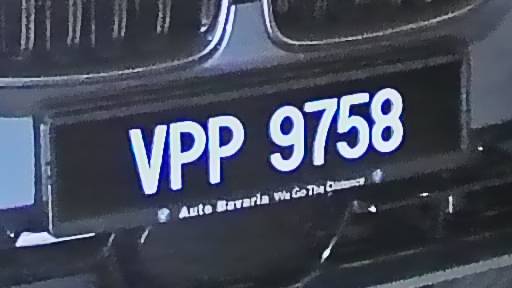 VPP 9758
Auto Bavaria We Go The Distance